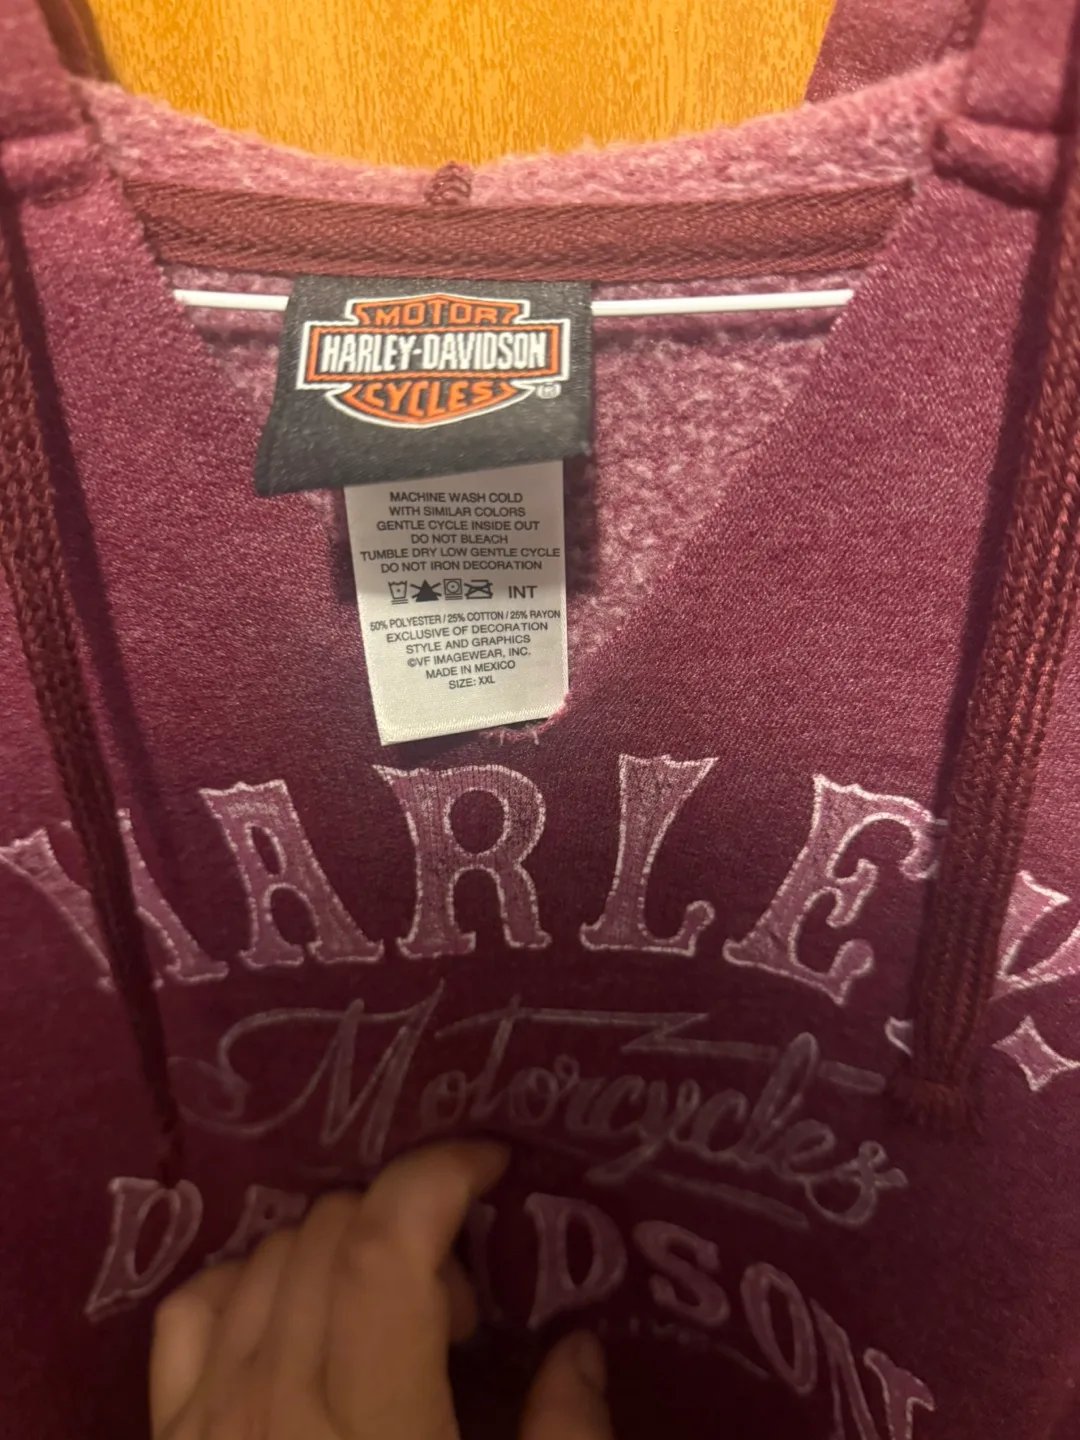 MOTOR
HARLEY-DAVIDSON
CYCLES
®
MACHINE WASH COLD
WITH SIMILAR COLORS
GENTLE CYCLE INSIDE OUT
DO NOT BLEACH
TUMBLE DRY LOW GENTLE CYCLE
DO NOT IRON DECORATION
INT
50% POLYESTER / 25% COTTON / 25% RAYON
EXCLUSIVE OF DECORATION
STYLE AND GRAPHICS
©VF IMAGEWEAR, INC.
MADE IN MEXICO
SIZE: XXL
HARLEY
Motorcycles
DAVIDSON